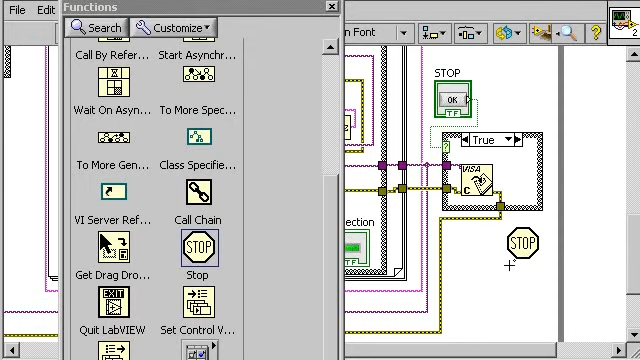 File
Edit
Functions
Search
Customize
Font
Call By Refer...
Start Asynchr...
Wait On Asyn...
To More Spec...
To More Gen...
Class Specifie...
VI Server Ref...
Call Chain
STOP
Get Drag Dro...
Stop
EXIT
Quit LabVIEW
Set Control V...
STOP
OK
TF
?
True
VISA
C
STOP
ection
TF
2